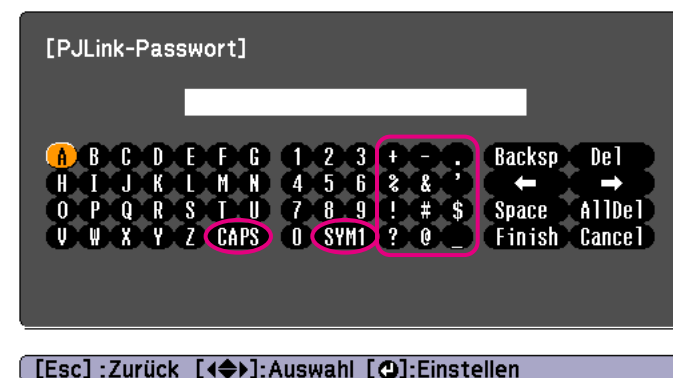 [PJLink-Passwort]
A B C D E F G 1 2 3 + - . Backsp Del
H I J K L M N 4 5 6 % & ' ← →
O P Q R S T U 7 8 9 ! # $ Space AllDel
V W X Y Z CAPS 0 SYM1 ? @ _ Finish Cancel
[Esc] :Zurück [◀◆▶]:Auswahl [⏎]:Einstellen